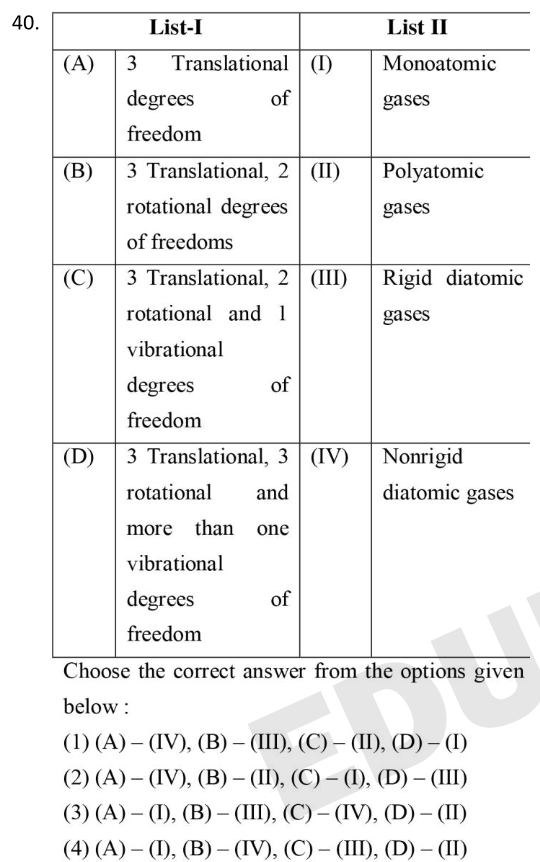 40.
List-I List II
(A) 3 Translational (I) Monoatomic
degrees of gases
freedom
(B) 3 Translational, 2 (II) Polyatomic
rotational degrees gases
of freedoms
(C) 3 Translational, 2 (III) Rigid diatomic
rotational and 1 gases
vibrational
degrees of
freedom
(D) 3 Translational, 3 (IV) Nonrigid
rotational and diatomic gases
more than one
vibrational
degrees of
freedom
Choose the correct answer from the options given
below :
(1) (A) – (IV), (B) – (III), (C) – (II), (D) – (I)
(2) (A) – (IV), (B) – (II), (C) – (I), (D) – (III)
(3) (A) – (I), (B) – (III), (C) – (IV), (D) – (II)
(4) (A) – (I), (B) – (IV), (C) – (III), (D) – (II)